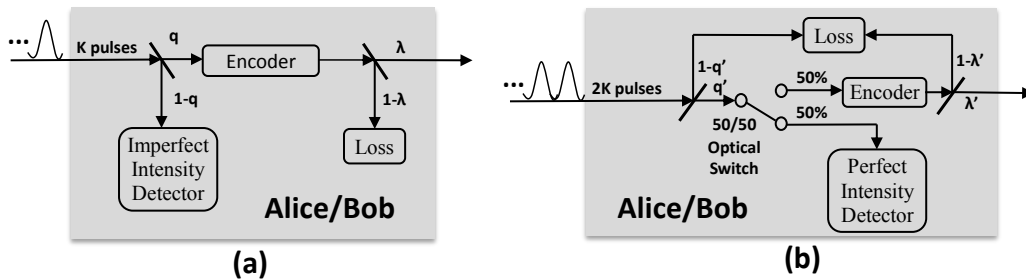 ... K pulses
q
Encoder
λ
1-q
1-λ
Imperfect
Intensity
Detector
Loss
Alice/Bob
(a)
Loss
1-q'
q'
1-λ'
λ'
... 2K pulses
50%
Encoder
50/50
Optical
Switch
50%
Perfect
Intensity
Detector
Alice/Bob
(b)